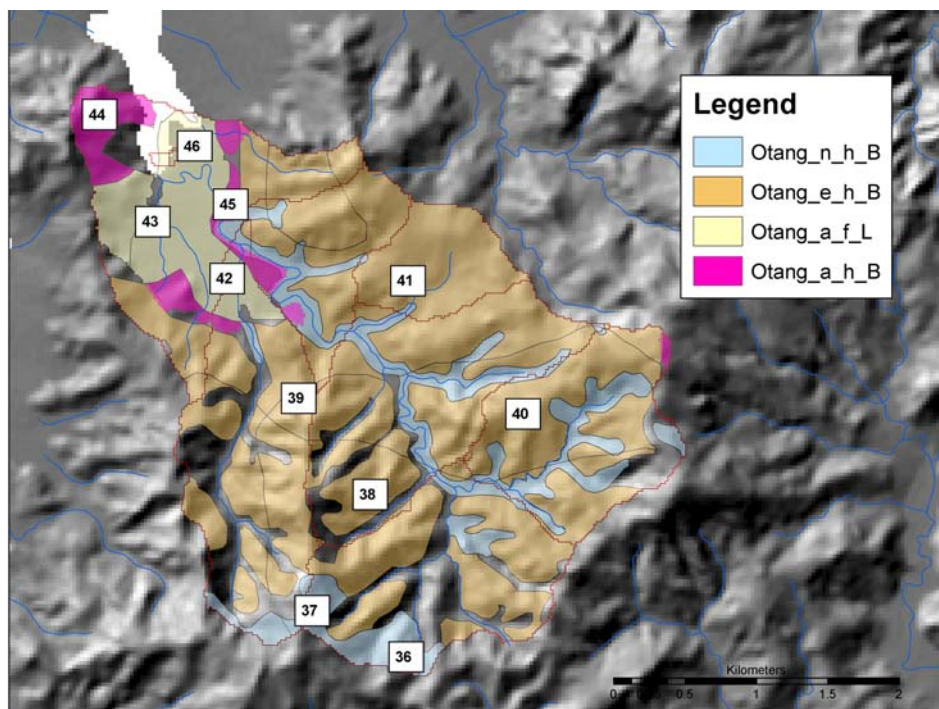 44
46
Legend
Otang_n_h_B
Otang_e_h_B
Otang_a_f_L
Otang_a_h_B
43
45
42
41
39
40
38
37
36
Kilometers
0.5
1
1.5
2